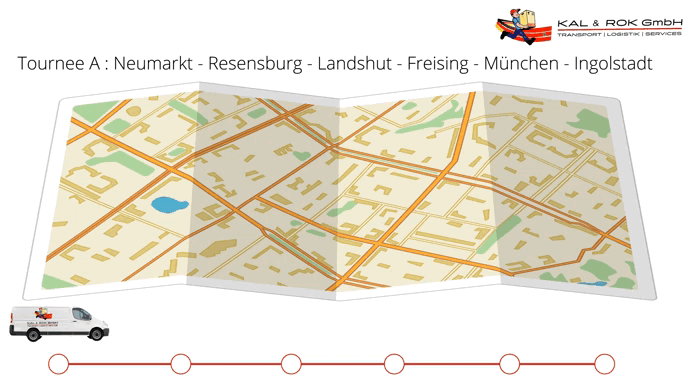 KAL & ROK GmbH
TRANSPORT | LOGISTIK | SERVICES
Tournee A : Neumarkt - Resensburg - Landshut - Freising - München - Ingolstadt
KAL & ROK GmbH